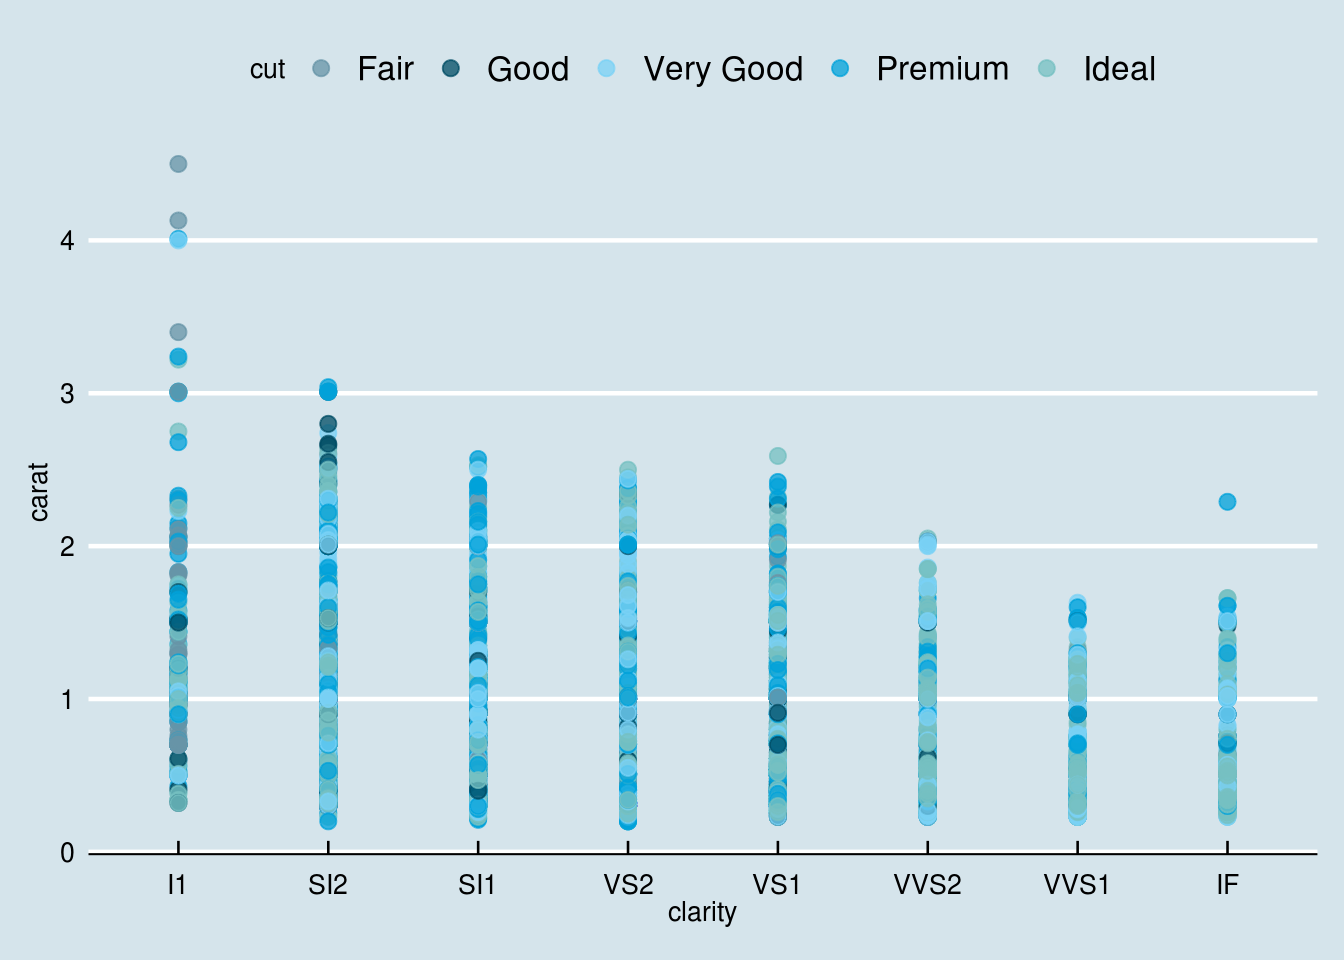 cut Fair Good Very Good Premium Ideal
4
3
2
1
0
carat
I1 SI2 SI1 VS2 VS1 VVS2 VVS1 IF
clarity